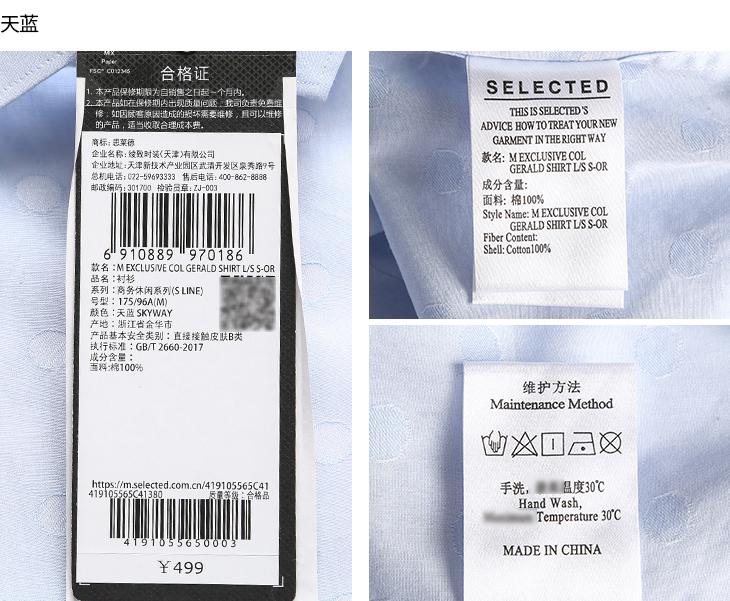 天蓝
MIX
Paper
FSC® C012345
合格证
1. 本产品保修期限为自销售之日起一个月内。
2. 本产品如在保修期内出现质量问题，我司负责免费维
修；如因顾客原因造成的损坏需要维修，且可以维修
的产品，适当收取合理成本费。
商标：思莱德
企业名称：绫致时装(天津)有限公司
企业地址：天津新技术产业园区武清开发区泉秀路9号
总机电话：022-59693333 售后电话：400-862-8888
邮政编码：301700 检验员章：ZJ-003
6 910889 970186
款名：M EXCLUSIVE COL GERALD SHIRT L/S S-OR
品名：衬衫
系列：商务休闲系列(S LINE)
号型：175/96A(M)
颜色：天蓝 SKYWAY
产地：浙江省金华市
产品基本安全类别：直接接触皮肤B类
执行标准：GB/T 2660-2017
成分含量：
面料:棉100%
https://m.selected.com.cn/419105565C41
419105565C41380 质量等级：合格品
4191055650003
￥499
SELECTED
THIS IS SELECTED'S
ADVICE HOW TO TREAT YOUR NEW
GARMENT IN THE RIGHT WAY
款名: M EXCLUSIVE COL
GERALD SHIRT L/S S-OR
成分含量:
面料: 棉100%
Style Name: M EXCLUSIVE COL
GERALD SHIRT L/S S-OR
Fiber Content:
Shell: Cotton100%
维护方法
Maintenance Method
手洗, 温度30℃
Hand Wash,
Temperature 30℃
MADE IN CHINA